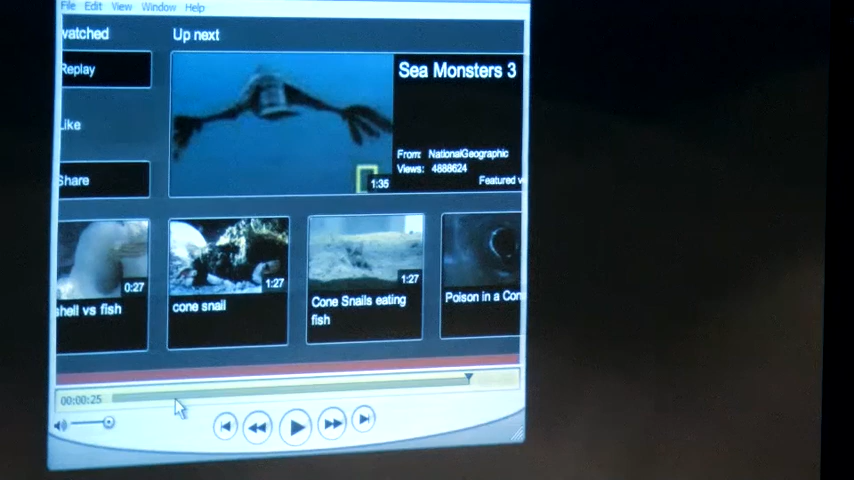 File Edit View Window Help
watched
Up next
Replay
Like
Share
Sea Monsters 3
From: NationalGeographic
Views: 4888624
Featured v
1:35
0:27
shell vs fish
1:27
cone snail
1:27
Cone Snails eating
fish
Poison in a Con
00:00:25